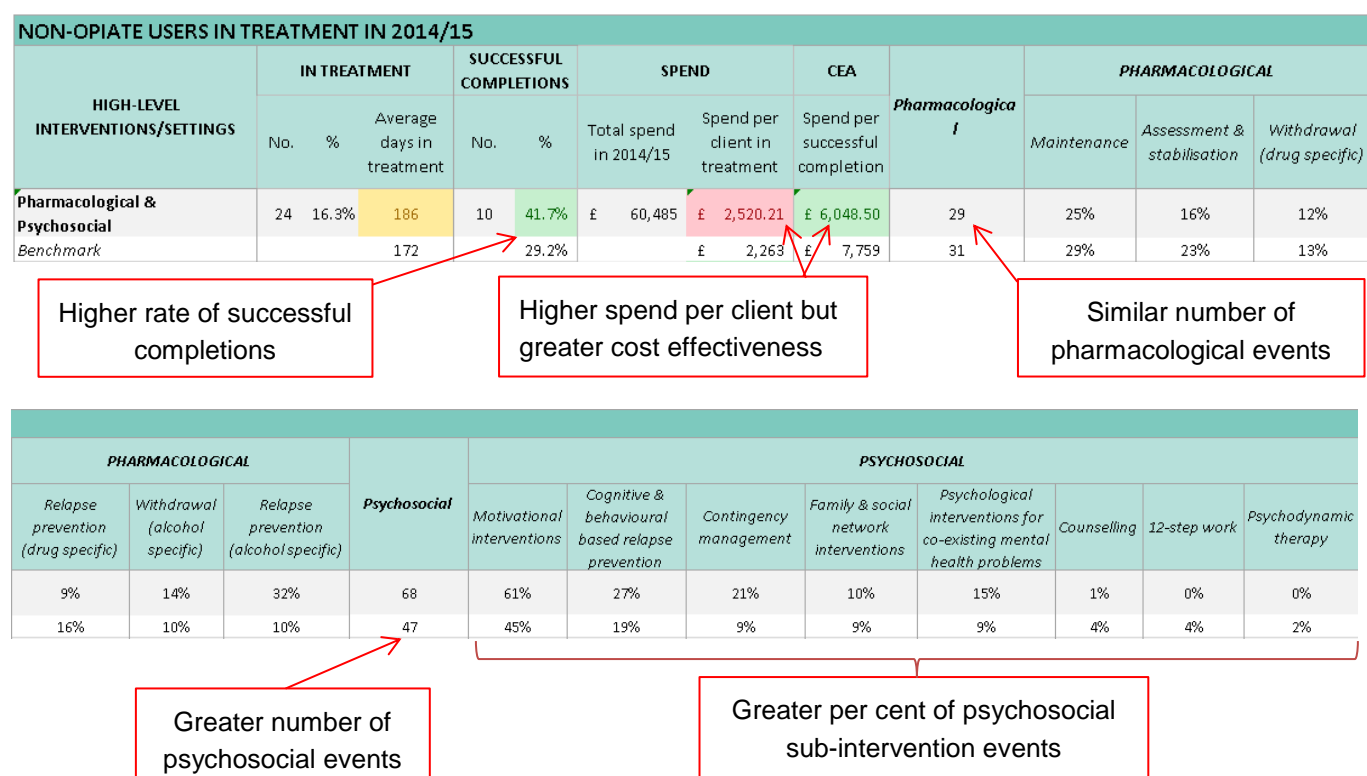 NON-OPIATE USERS IN TREATMENT IN 2014/15
HIGH-LEVEL
INTERVENTIONS/SETTINGS
IN TREATMENT
SUCCESSFUL
COMPLETIONS
SPEND
CEA
Pharmacologica
l
PHARMACOLOGICAL
No.
%
Average
days in
treatment
No.
%
Total spend
in 2014/15
Spend per
client in
treatment
Spend per
successful
completion
Maintenance
Assessment &
stabilisation
Withdrawal
(drug specific)
Pharmacological &
Psychosocial
24 16.3% 186 10 41.7% £ 60,485 £ 2,520.21 £ 6,048.50 29 25% 16% 12%
Benchmark 172 29.2% £ 2,263 £ 7,759 31 29% 23% 13%
Higher rate of successful
completions
Higher spend per client but
greater cost effectiveness
Similar number of
pharmacological events
PHARMACOLOGICAL
Psychosocial
PSYCHOSOCIAL
Relapse
prevention
(drug specific)
Withdrawal
(alcohol
specific)
Relapse
prevention
(alcohol specific)
Motivational
interventions
Cognitive &
behavioural
based relapse
prevention
Contingency
management
Family & social
network
interventions
Psychological
interventions for
co-existing mental
health problems
Counselling
12-step work
Psychodynamic
therapy
9% 14% 32% 68 61% 27% 21% 10% 15% 1% 0% 0%
16% 10% 10% 47 45% 19% 9% 9% 9% 4% 4% 2%
Greater number of
psychosocial events
Greater per cent of psychosocial
sub-intervention events